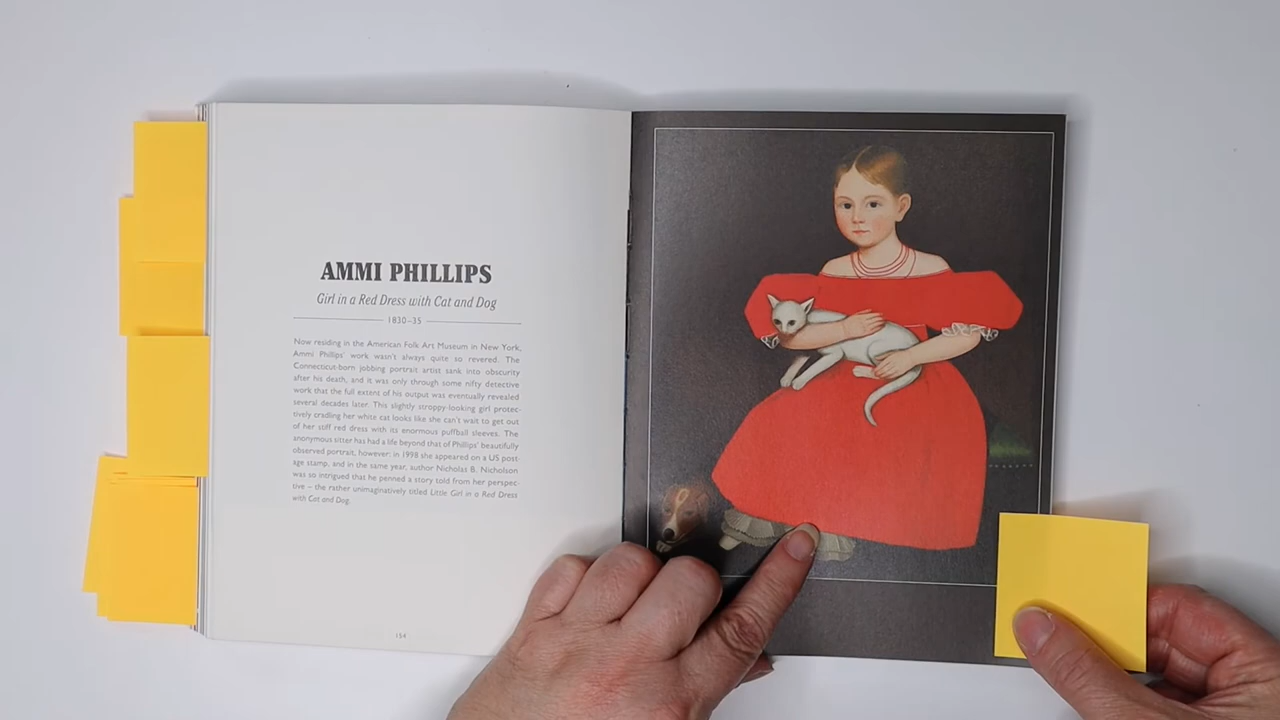 AMMI PHILLIPS
Girl in a Red Dress with Cat and Dog
1830–35
Now residing in the American Folk Art Museum in New York,
Ammi Phillips' work wasn't always quite so revered. The
Connecticut-born jobbing portrait artist sank into obscurity
after his death, and it was only through some nifty detective
work that the full extent of his output was eventually revealed
several decades later. This slightly stroppy-looking girl protec-
tively cradling her white cat looks like she can't wait to get out
of her stiff red dress with its enormous puffball sleeves. The
anonymous sitter has had a life beyond that of Phillips' beautifully
observed portrait, however: in 1998 she appeared on a US post-
age stamp, and in the same year, author Nicholas B. Nicholson
was so intrigued that he penned a story told from her perspec-
tive – the rather unimaginatively titled Little Girl in a Red Dress
with Cat and Dog.
154